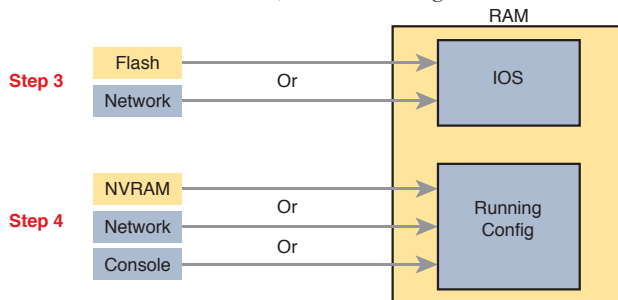 RAM
Step 3
Flash
Or
Network
IOS
Step 4
NVRAM
Or
Network
Or
Console
Running
Config